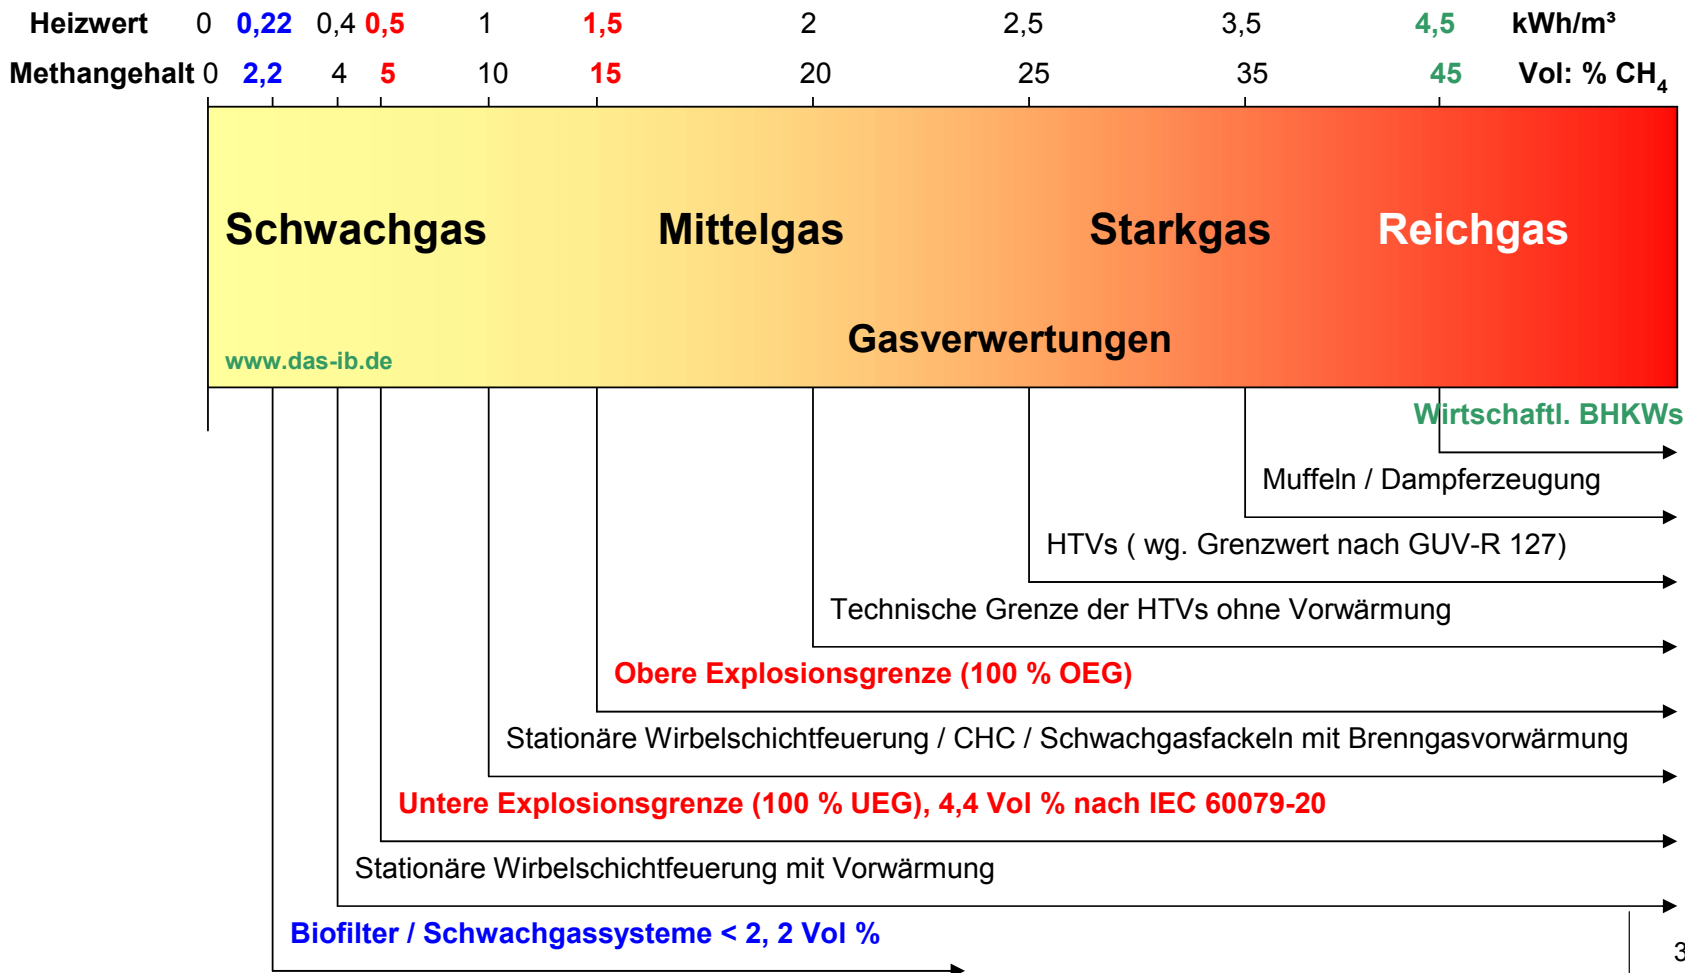 Heizwert 0 0,22 0,4 0,5 1 1,5 2 2,5 3,5 4,5 kWh/m³
Methangehalt 0 2,2 4 5 10 15 20 25 35 45 Vol: % CH₄
Schwachgas Mittelgas Starkgas Reichgas
Gasverwertungen
www.das-ib.de
Wirtschaftl. BHKWs
Muffeln / Dampferzeugung
HTVs ( wg. Grenzwert nach GUV-R 127)
Technische Grenze der HTVs ohne Vorwärmung
Obere Explosionsgrenze (100 % OEG)
Stationäre Wirbelschichtfeuerung / CHC / Schwachgasfackeln mit Brenngasvorwärmung
Untere Explosionsgrenze (100 % UEG), 4,4 Vol % nach IEC 60079-20
Stationäre Wirbelschichtfeuerung mit Vorwärmung
Biofilter / Schwachgassysteme < 2, 2 Vol %
3